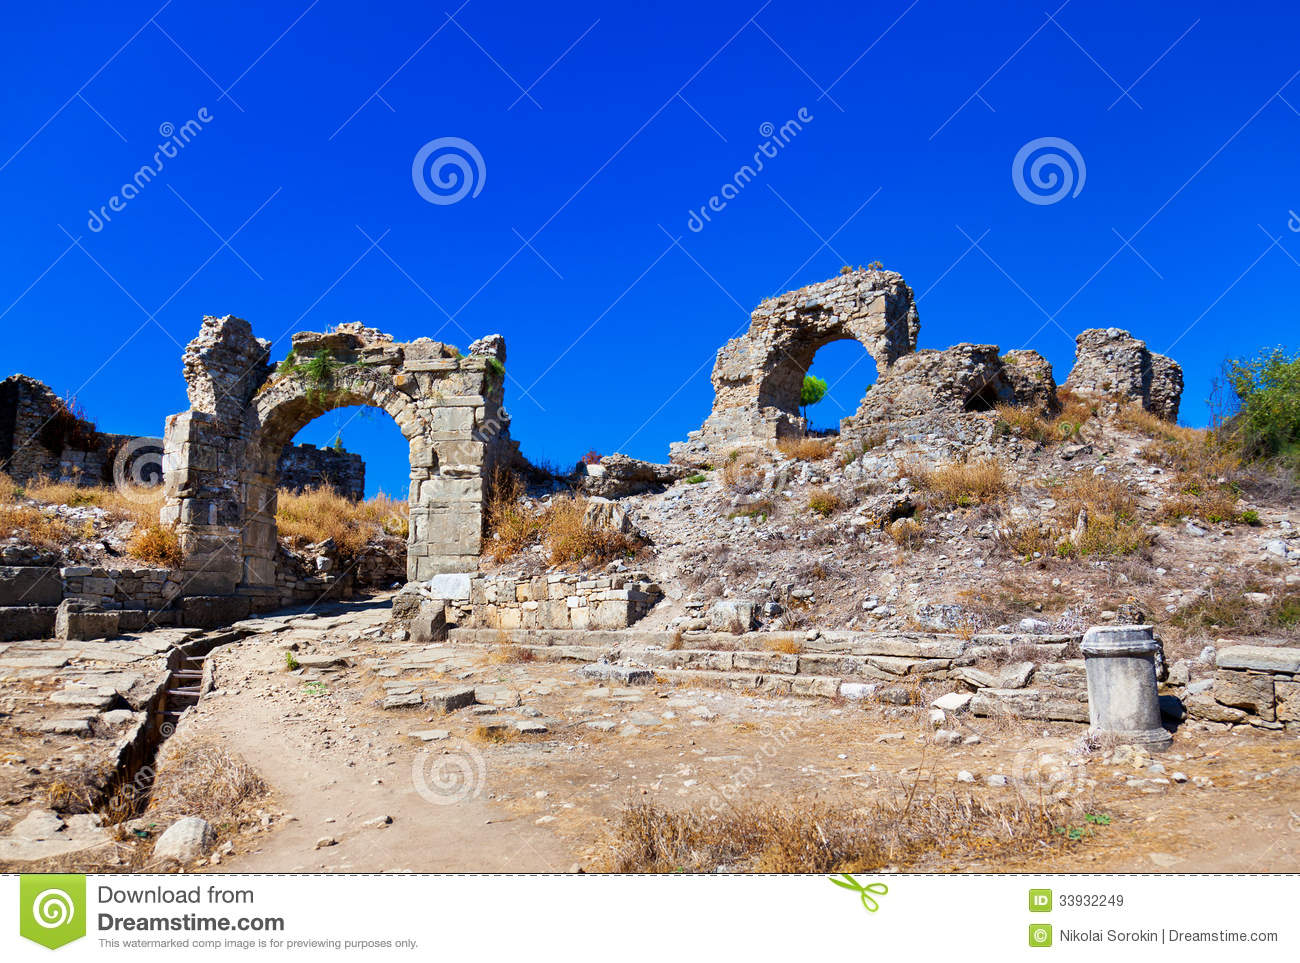 dreamstime
dreamstime
dreamstime
Download from
Dreamstime.com
This watermarked comp image is for previewing purposes only.
ID 33932249
© Nikolai Sorokin | Dreamstime.com